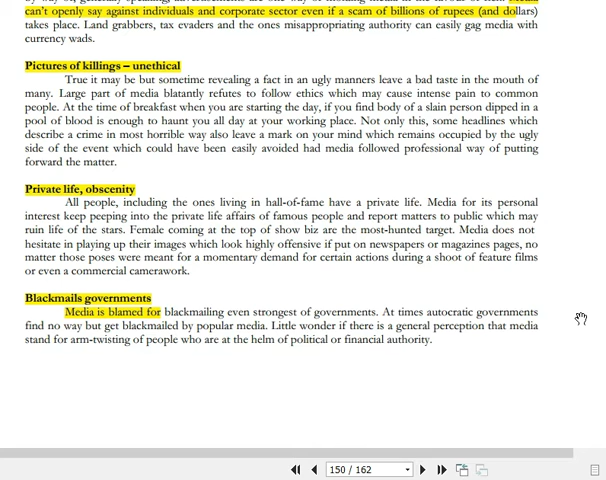 can't openly say against individuals and corporate sector even if a scam of billions of rupees (and dollars)
takes place. Land grabbers, tax evaders and the ones misappropriating authority can easily gag media with
currency wads.
Pictures of killings – unethical
True it may be but sometime revealing a fact in an ugly manners leave a bad taste in the mouth of
many. Large part of media blatantly refutes to follow ethics which may cause intense pain to common
people. At the time of breakfast when you are starting the day, if you find body of a slain person dipped in a
pool of blood is enough to haunt you all day at your working place. Not only this, some headlines which
describe a crime in most horrible way also leave a mark on your mind which remains occupied by the ugly
side of the event which could have been easily avoided had media followed professional way of putting
forward the matter.
Private life, obscenity
All people, including the ones living in hall-of-fame have a private life. Media for its personal
interest keep peeping into the private life affairs of famous people and report matters to public which may
ruin life of the stars. Female coming at the top of show biz are the most-hunted target. Media does not
hesitate in playing up their images which look highly offensive if put on newspapers or magazines pages, no
matter those poses were meant for a momentary demand for certain actions during a shoot of feature films
or even a commercial camerawork.
Blackmails governments
Media is blamed for blackmailing even strongest of governments. At times autocratic governments
find no way but get blackmailed by popular media. Little wonder if there is a general perception that media
stand for arm-twisting of people who are at the helm of political or financial authority.
150 / 162